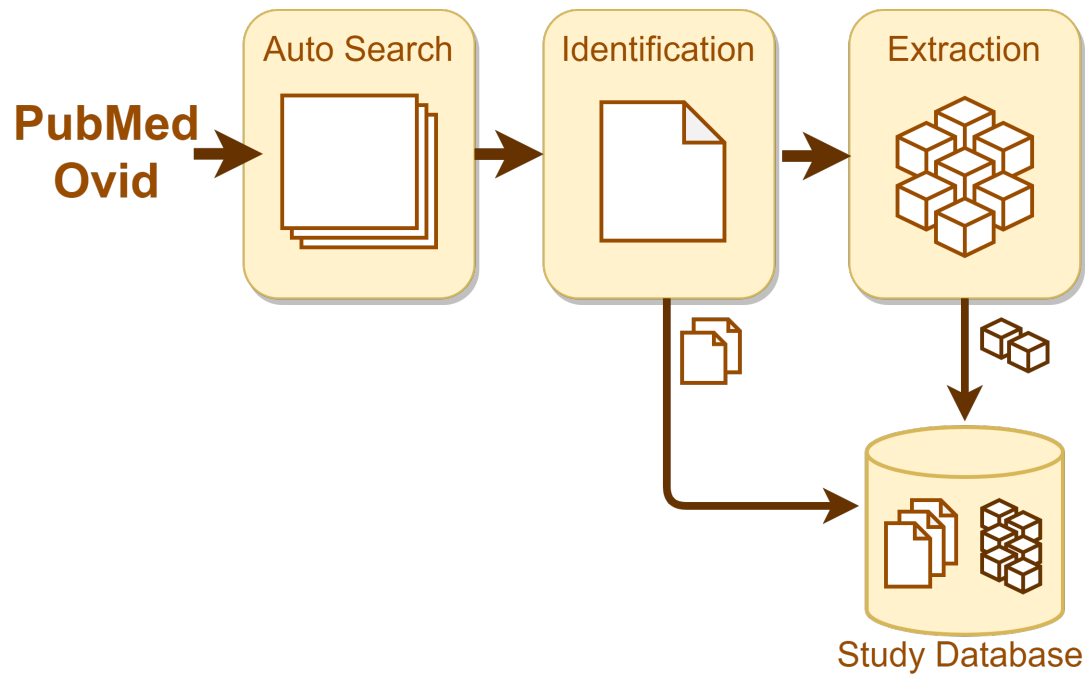 PubMed
Ovid
Auto Search
Identification
Extraction
Study Database